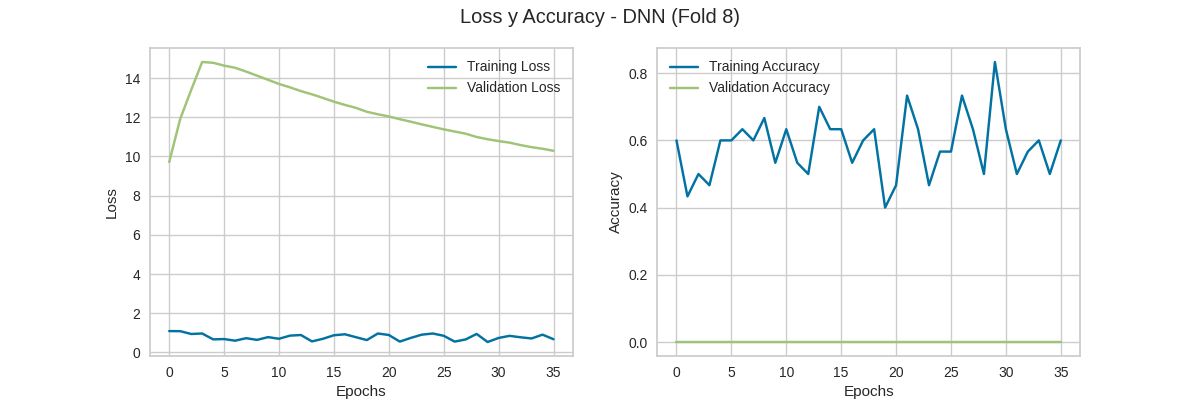 Loss y Accuracy - DNN (Fold 8)
Training Loss
Validation Loss
14
12
10
8
6
4
2
0
Loss
0 5 10 15 20 25 30 35
Epochs
Training Accuracy
Validation Accuracy
0.8
0.6
0.4
0.2
0.0
Accuracy
0 5 10 15 20 25 30 35
Epochs